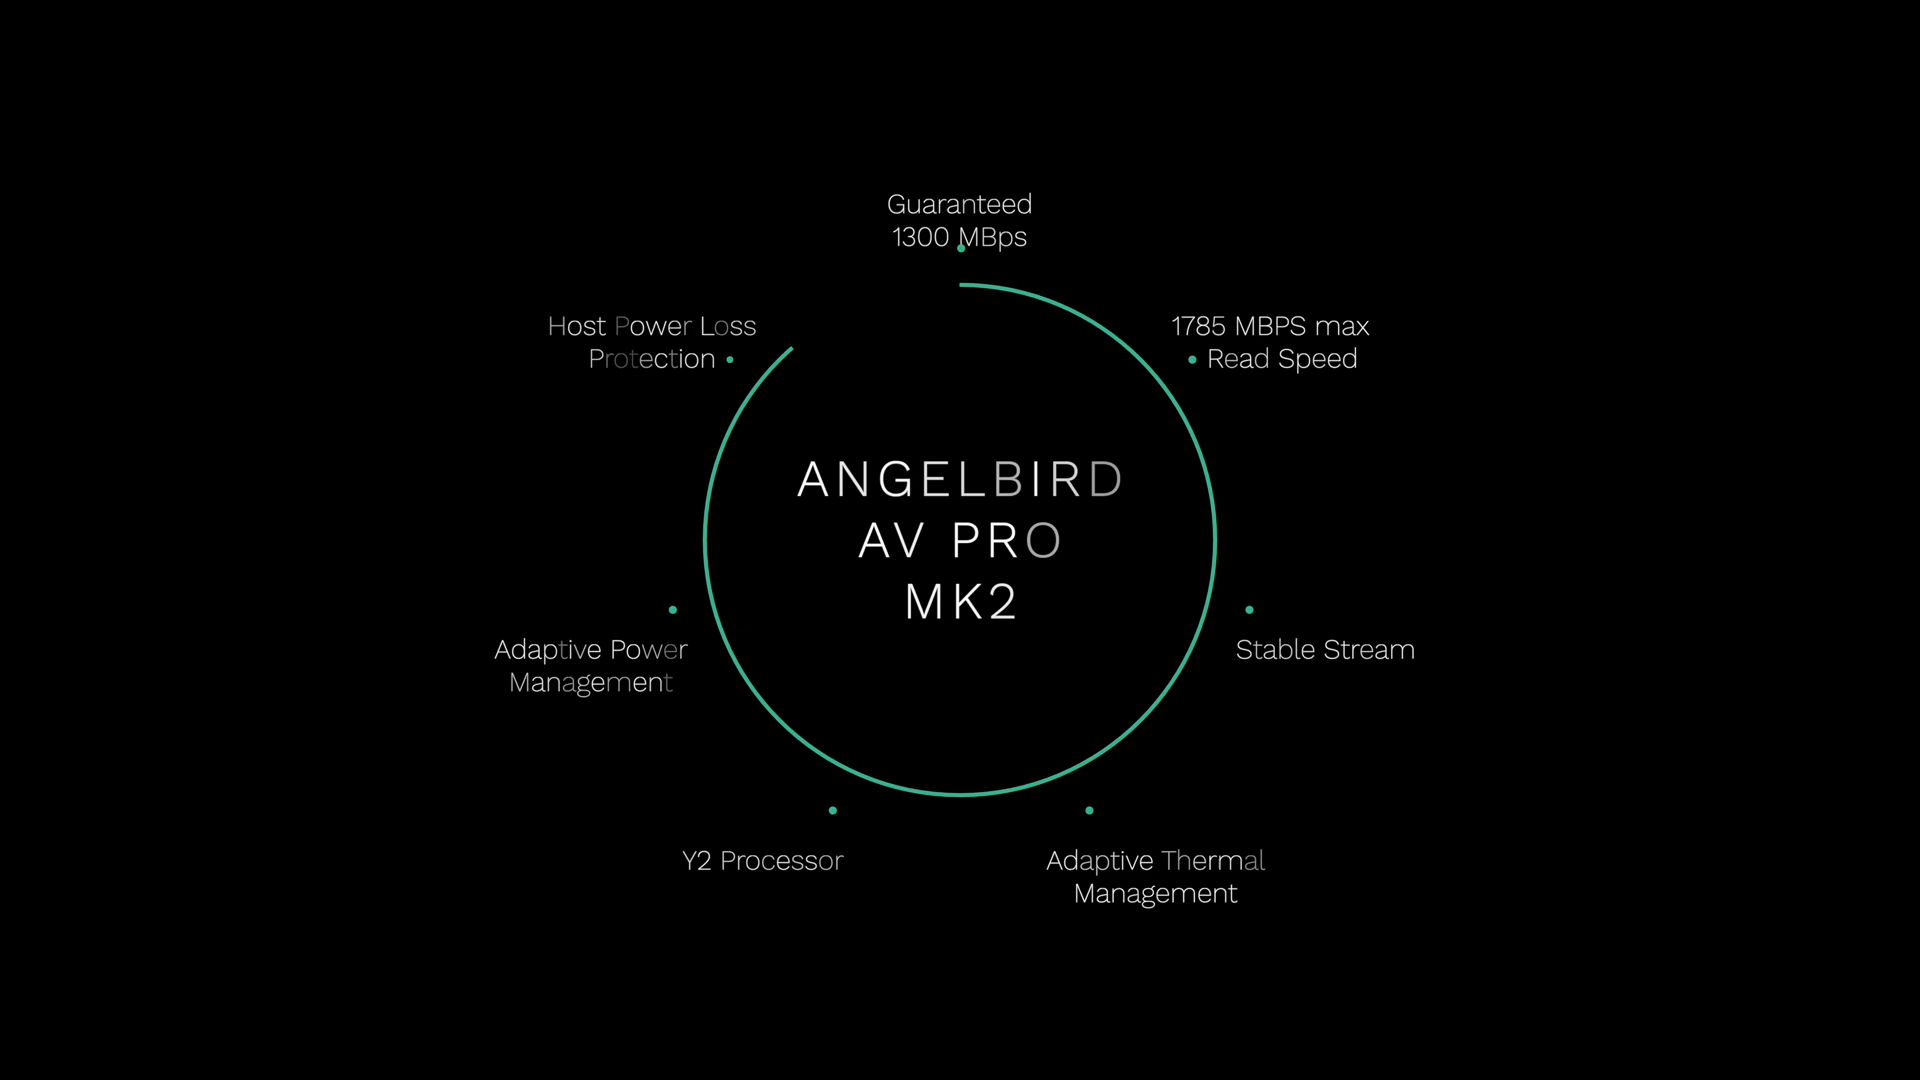 Guaranteed
1300 MBps
Host Power Loss
Protection
1785 MBPS max
Read Speed
ANGELBIRD
AV PRO
MK2
Adaptive Power
Management
Stable Stream
Y2 Processor
Adaptive Thermal
Management